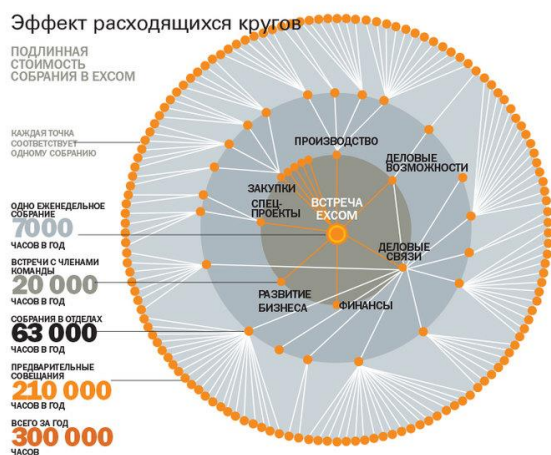 Эффект расходящихся кругов
ПОДЛИННАЯ
СТОИМОСТЬ
СОБРАНИЯ В EXCOM
КАЖДАЯ ТОЧКА
СООТВЕТСТВУЕТ
ОДНОМУ СОБРАНИЮ
ОДНО ЕЖЕНЕДЕЛЬНОЕ
СОБРАНИЕ
7000
ЧАСОВ В ГОД
ВСТРЕЧИ С ЧЛЕНАМИ
КОМАНДЫ
20 000
ЧАСОВ В ГОД
СОБРАНИЯ В ОТДЕЛАХ
63 000
ЧАСОВ В ГОД
ПРЕДВАРИТЕЛЬНЫЕ
СОВЕЩАНИЯ
210 000
ЧАСОВ В ГОД
ВСЕГО ЗА ГОД
300 000
ЧАСОВ
ПРОИЗВОДСТВО
ДЕЛОВЫЕ
ВОЗМОЖНОСТИ
ЗАКУПКИ
СПЕЦ-
ПРОЕКТЫ
ВСТРЕЧА
EXCOM
ДЕЛОВЫЕ
СВЯЗИ
РАЗВИТИЕ
БИЗНЕСА
ФИНАНСЫ